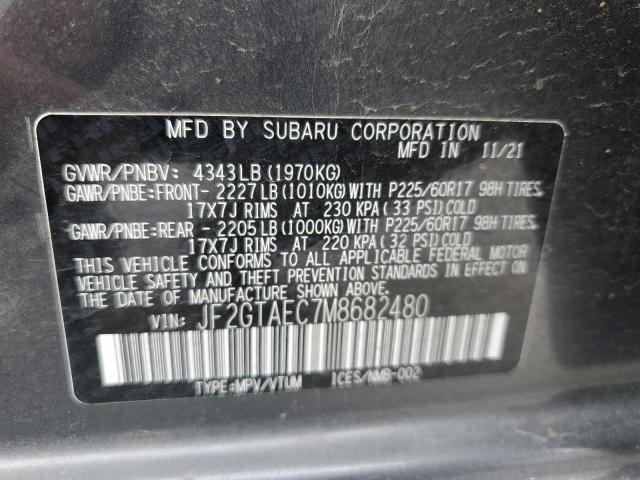 MFD BY SUBARU CORPORATION
MFD IN 11/21
GVWR/PNBV: 4343LB (1970KG)
GAWR/PNBE:FRONT- 2227LB (1010KG) WITH P225/60R17 98H TIRES,
17X7J RIMS AT 230 KPA (33 PSI) COLD
GAWR/PNBE:REAR - 2205LB (1000KG) WITH P225/60R17 98H TIRES,
17X7J RIMS AT 220 KPA (32 PSI) COLD
THIS VEHICLE CONFORMS TO ALL APPLICABLE FEDERAL MOTOR
VEHICLE SAFETY AND THEFT PREVENTION STANDARDS IN EFFECT ON
THE DATE OF MANUFACTURE SHOWN ABOVE.
VIN: JF2GTAEC7M8682480
TYPE:MPV/VTUM ICES/NMB-002